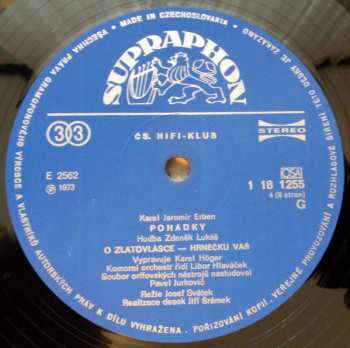 VŠECHNA PRÁVA GRAMOFONOVÉHO VÝROBCE A VLASTNÍKŮ AUTORSKÝCH PRÁV K DÍLU VYHRAŽENA. POŘIZOVÁNÍ KOPIÍ. VEŘEJNÉ PROVOZOVÁNÍ A ROZHLASOVÉ ŠÍŘENÍ TÉTO DESKY JE ZAKÁZÁNO
• MADE IN CZECHOSLOVAKIA •
SUPRAPHON
33
STEREO
ČS. HIFI-KLUB
E 2562
℗ 1973
OSA
1 18 1255
4 (8 stran)
G
Karel Jaromír Erben
POHÁDKY
Hudba Zdeněk Lukáš
O ZLATOVLÁSCE — HRNEČKU VAŘ
Vypravuje Karel Höger
Komorní orchestr řídí Libor Hlaváček
Soubor orffovských nástrojů nastudoval
Pavel Jurkovič
Režie Josef Svátek
Realizace desek Jiří Šrámek